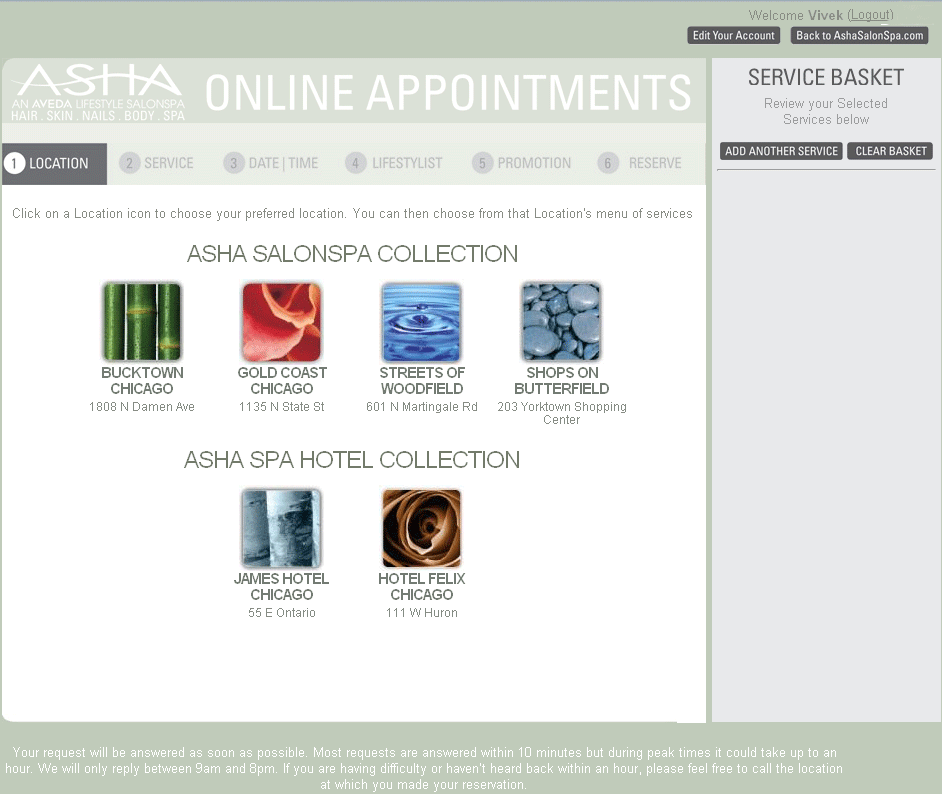 Welcome Vivek (Logout)
Edit Your Account
Back to AshaSalonSpa.com
ASHA
AN AVEDA LIFESTYLE SALONSPA
HAIR . SKIN . NAILS . BODY . SPA
ONLINE APPOINTMENTS
1 LOCATION
2 SERVICE
3 DATE | TIME
4 LIFESTYLIST
5 PROMOTION
6 RESERVE
Click on a Location icon to choose your preferred location. You can then choose from that Location's menu of services
ASHA SALONSPA COLLECTION
BUCKTOWN
CHICAGO
1808 N Damen Ave
GOLD COAST
CHICAGO
1135 N State St
STREETS OF
WOODFIELD
601 N Martingale Rd
SHOPS ON
BUTTERFIELD
203 Yorktown Shopping
Center
ASHA SPA HOTEL COLLECTION
JAMES HOTEL
CHICAGO
55 E Ontario
HOTEL FELIX
CHICAGO
111 W Huron
SERVICE BASKET
Review your Selected
Services below
ADD ANOTHER SERVICE
CLEAR BASKET
Your request will be answered as soon as possible. Most requests are answered within 10 minutes but during peak times it could take up to an
hour. We will only reply between 9am and 8pm. If you are having difficulty or haven't heard back within an hour, please feel free to call the location
at which you made your reservation.